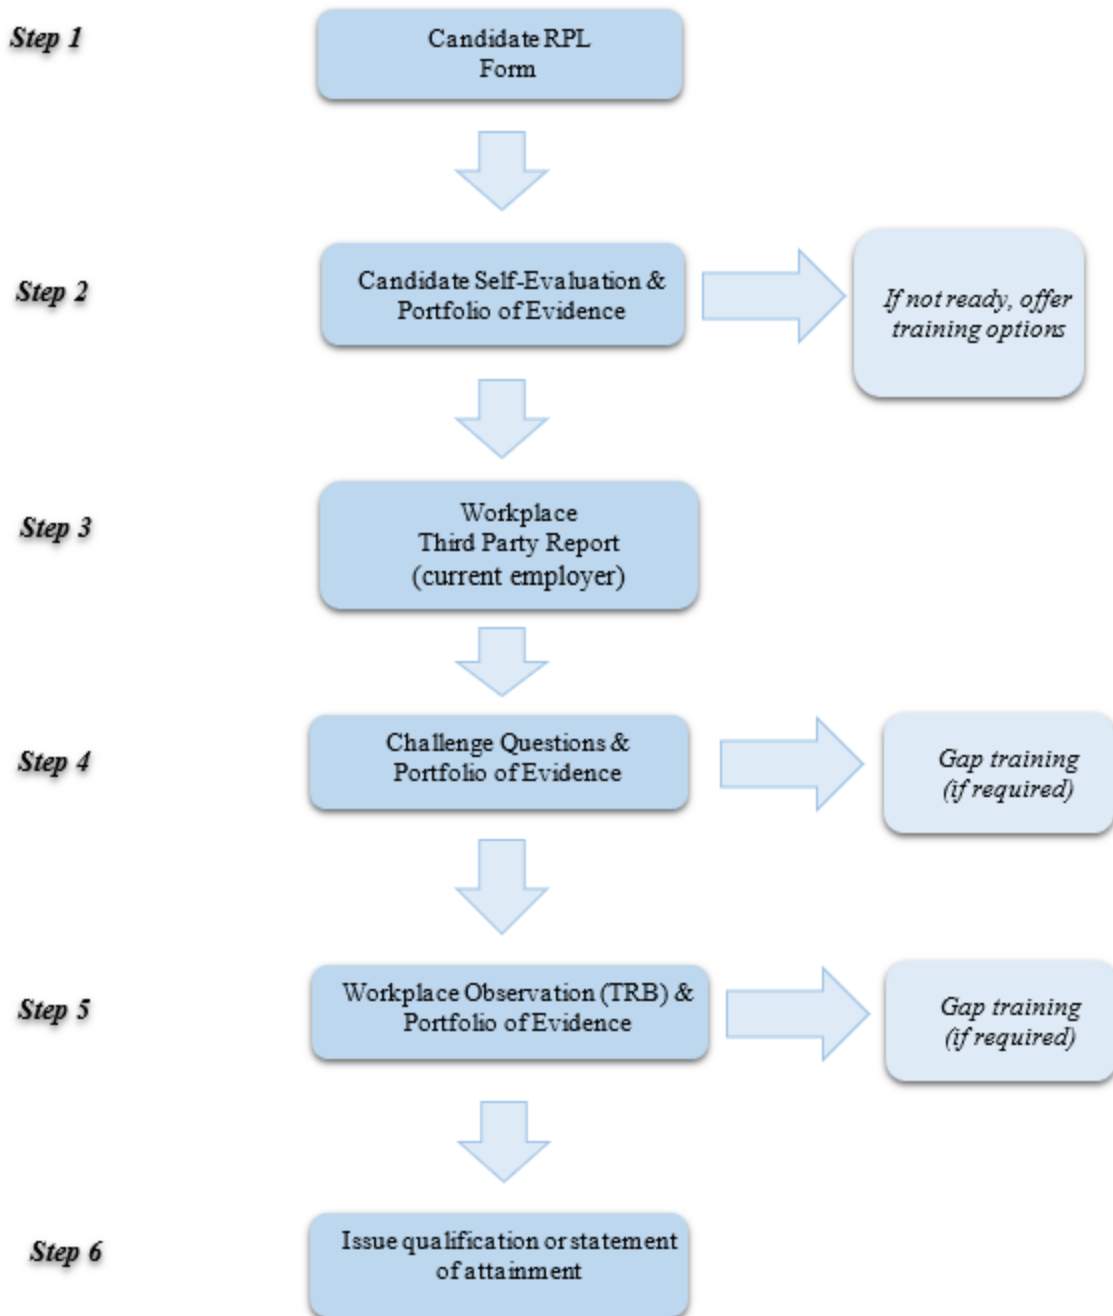 Step 1
Candidate RPL
Form
Step 2
Candidate Self-Evaluation &
Portfolio of Evidence
If not ready, offer
training options
Step 3
Workplace
Third Party Report
(current employer)
Step 4
Challenge Questions &
Portfolio of Evidence
Gap training
(if required)
Step 5
Workplace Observation (TRB) &
Portfolio of Evidence
Gap training
(if required)
Step 6
Issue qualification or statement
of attainment